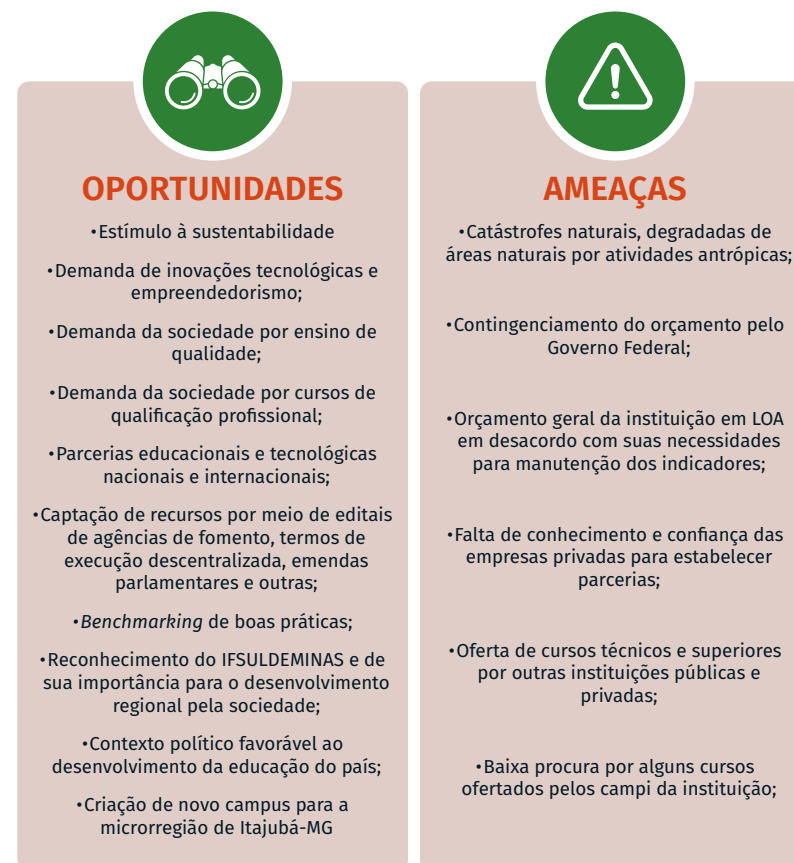 OPORTUNIDADES
•Estímulo à sustentabilidade
•Demanda de inovações tecnológicas e
empreendedorismo;
•Demanda da sociedade por ensino de
qualidade;
•Demanda da sociedade por cursos de
qualificação profissional;
•Parcerias educacionais e tecnológicas
nacionais e internacionais;
•Captação de recursos por meio de editais
de agências de fomento, termos de
execução descentralizada, emendas
parlamentares e outras;
•Benchmarking de boas práticas;
•Reconhecimento do IFSULDEMINAS e de
sua importância para o desenvolvimento
regional pela sociedade;
•Contexto político favorável ao
desenvolvimento da educação do país;
•Criação de novo campus para a
microrregião de Itajubá-MG
AMEAÇAS
•Catástrofes naturais, degradadas de
áreas naturais por atividades antrópicas;
•Contingenciamento do orçamento pelo
Governo Federal;
•Orçamento geral da instituição em LOA
em desacordo com suas necessidades
para manutenção dos indicadores;
•Falta de conhecimento e confiança das
empresas privadas para estabelecer
parcerias;
•Oferta de cursos técnicos e superiores
por outras instituições públicas e
privadas;
•Baixa procura por alguns cursos
ofertados pelos campi da instituição;